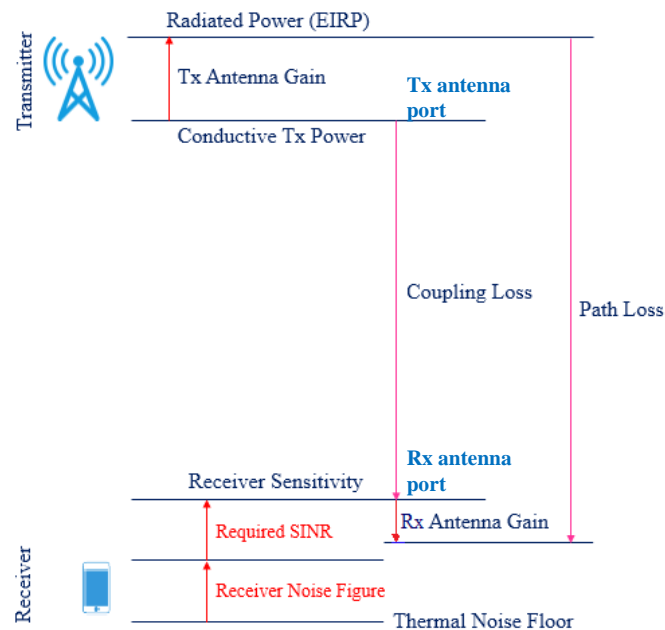 Radiated Power (EIRP)
Transmitter
Tx Antenna Gain
Tx antenna
port
Conductive Tx Power
Coupling Loss
Path Loss
Rx antenna
port
Receiver Sensitivity
Rx Antenna Gain
Required SINR
Receiver
Receiver Noise Figure
Thermal Noise Floor